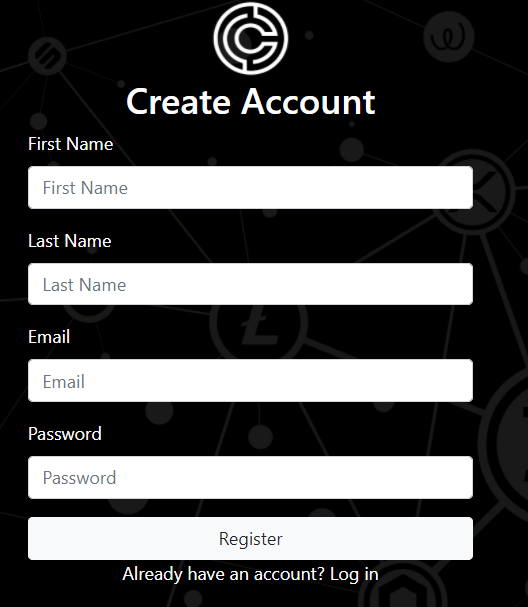 Create Account
First Name
First Name
Last Name
Last Name
Email
Email
Password
Password
Register
Already have an account? Log in